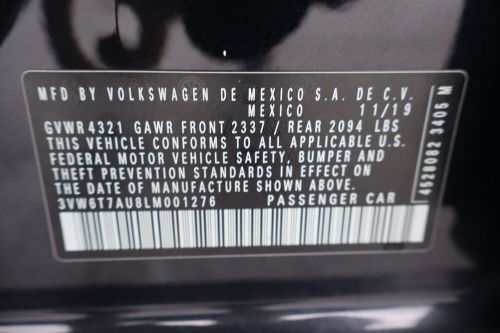 MFD BY VOLKSWAGEN DE MEXICO S.A. DE C.V.
MEXICO 11/19
GVWR 4321 GAWR FRONT 2337 / REAR 2094 LBS
THIS VEHICLE CONFORMS TO ALL APPLICABLE U.S.
FEDERAL MOTOR VEHICLE SAFETY, BUMPER AND
THEFT PREVENTION STANDARDS IN EFFECT ON
THE DATE OF MANUFACTURE SHOWN ABOVE.
3VW6T7AU8LM001276 PASSENGER CAR
4528082 3405 M